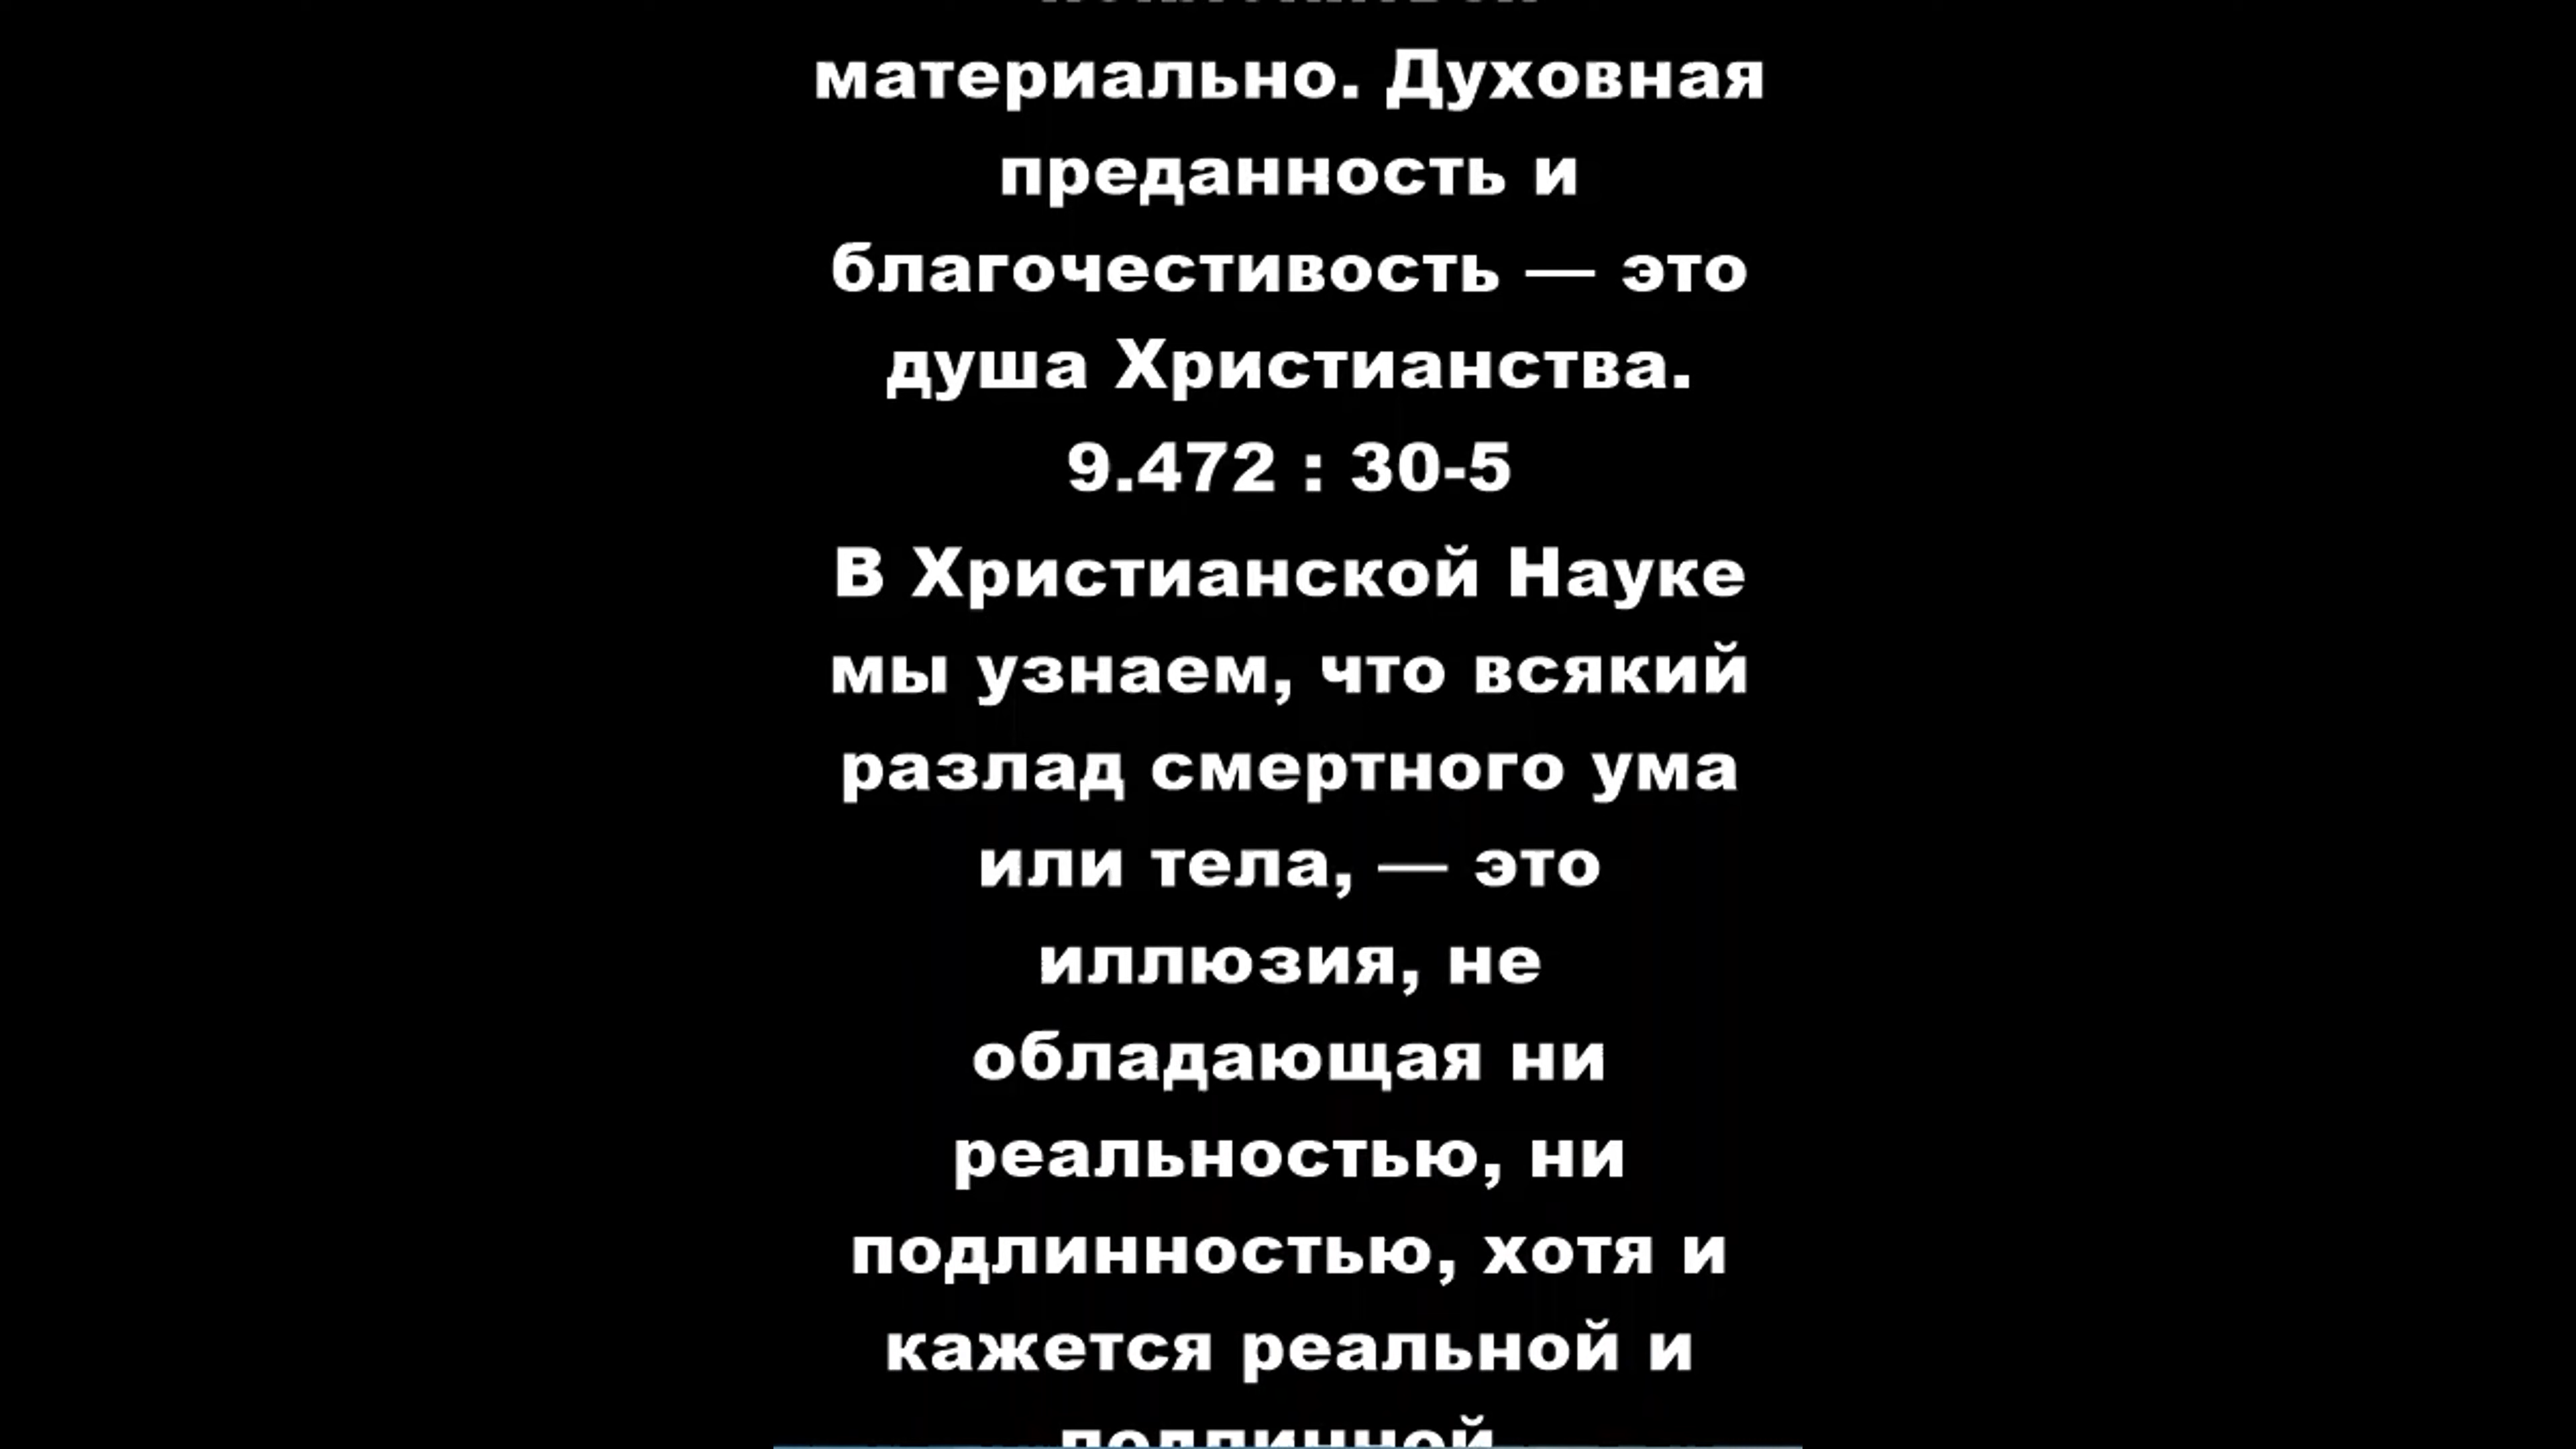 материально. Духовная
преданность и
благочестивость — это
душа Христианства.
9.472 : 30-5
В Христианской Науке
мы узнаем, что всякий
разлад смертного ума
или тела, — это
иллюзия, не
обладающая ни
реальностью, ни
подлинностью, хотя и
кажется реальной и
подлинной